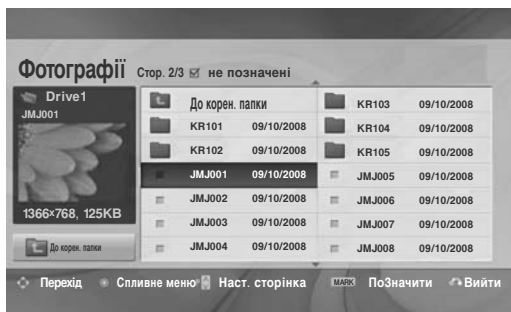 Фотографії Стор. 2/3 не позначені
Drive1
JMJ001
1366×768, 125KB
До корен. папки
До корен. папки
KR101 09/10/2008
KR102 09/10/2008
JMJ001 09/10/2008
JMJ002 09/10/2008
JMJ003 09/10/2008
JMJ004 09/10/2008
KR103 09/10/2008
KR104 09/10/2008
KR105 09/10/2008
JMJ005 09/10/2008
JMJ006 09/10/2008
JMJ007 09/10/2008
JMJ008 09/10/2008
Перехід Спливне меню Наст. сторінка MARK ПоЗначити Вийти